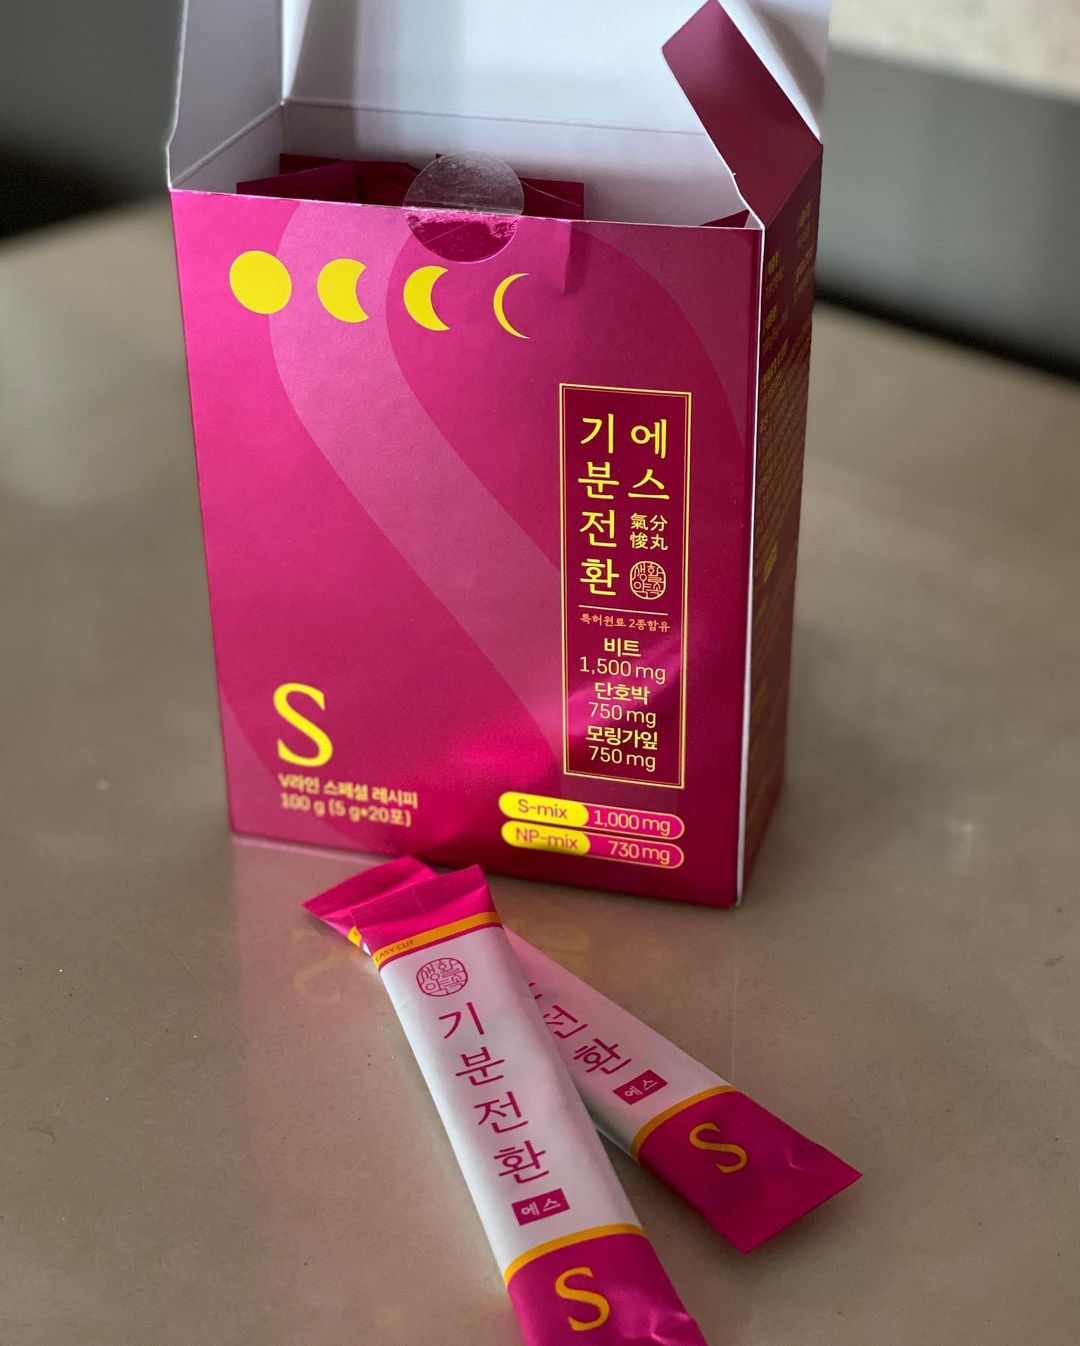 에스
기분전환
氣分
悛丸
생활
약속
특허원료 2종함유
비트
1,500 mg
단호박
750 mg
모링가잎
750 mg
S
V라인 스페셜 레시피
100 g (5 g*20포)
S-mix 1,000 mg
NP-mix 730 mg
EASY CUT
생활
약속
기분전환
에스
S
전환
에스
S